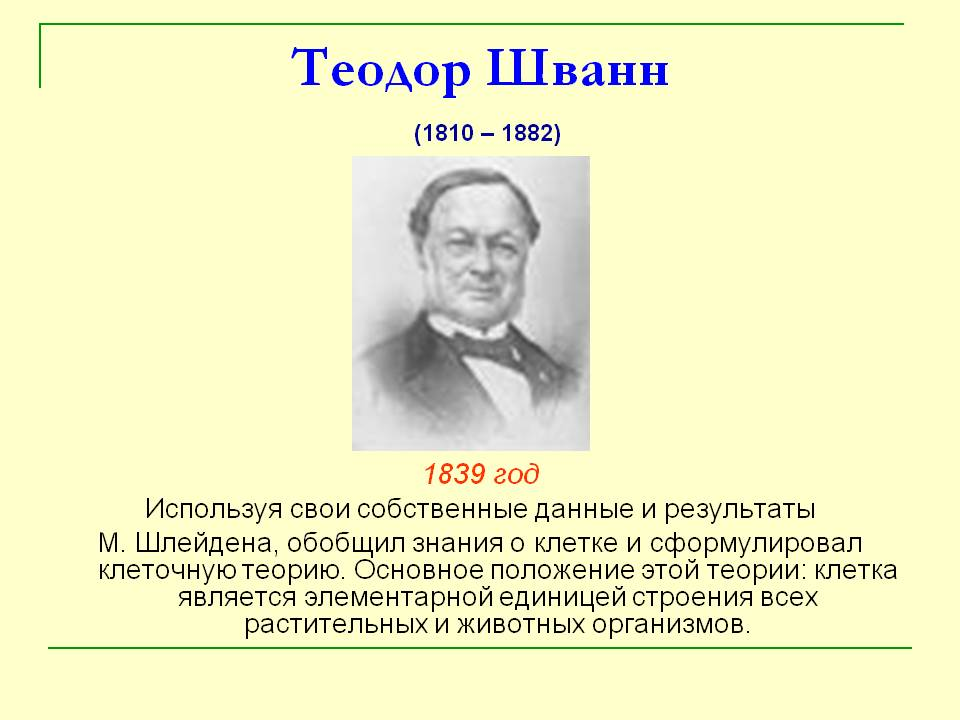 Теодор Шванн
(1810 – 1882)
1839 год
Используя свои собственные данные и результаты
М. Шлейдена, обобщил знания о клетке и сформулировал
клеточную теорию. Основное положение этой теории: клетка
является элементарной единицей строения всех
растительных и животных организмов.